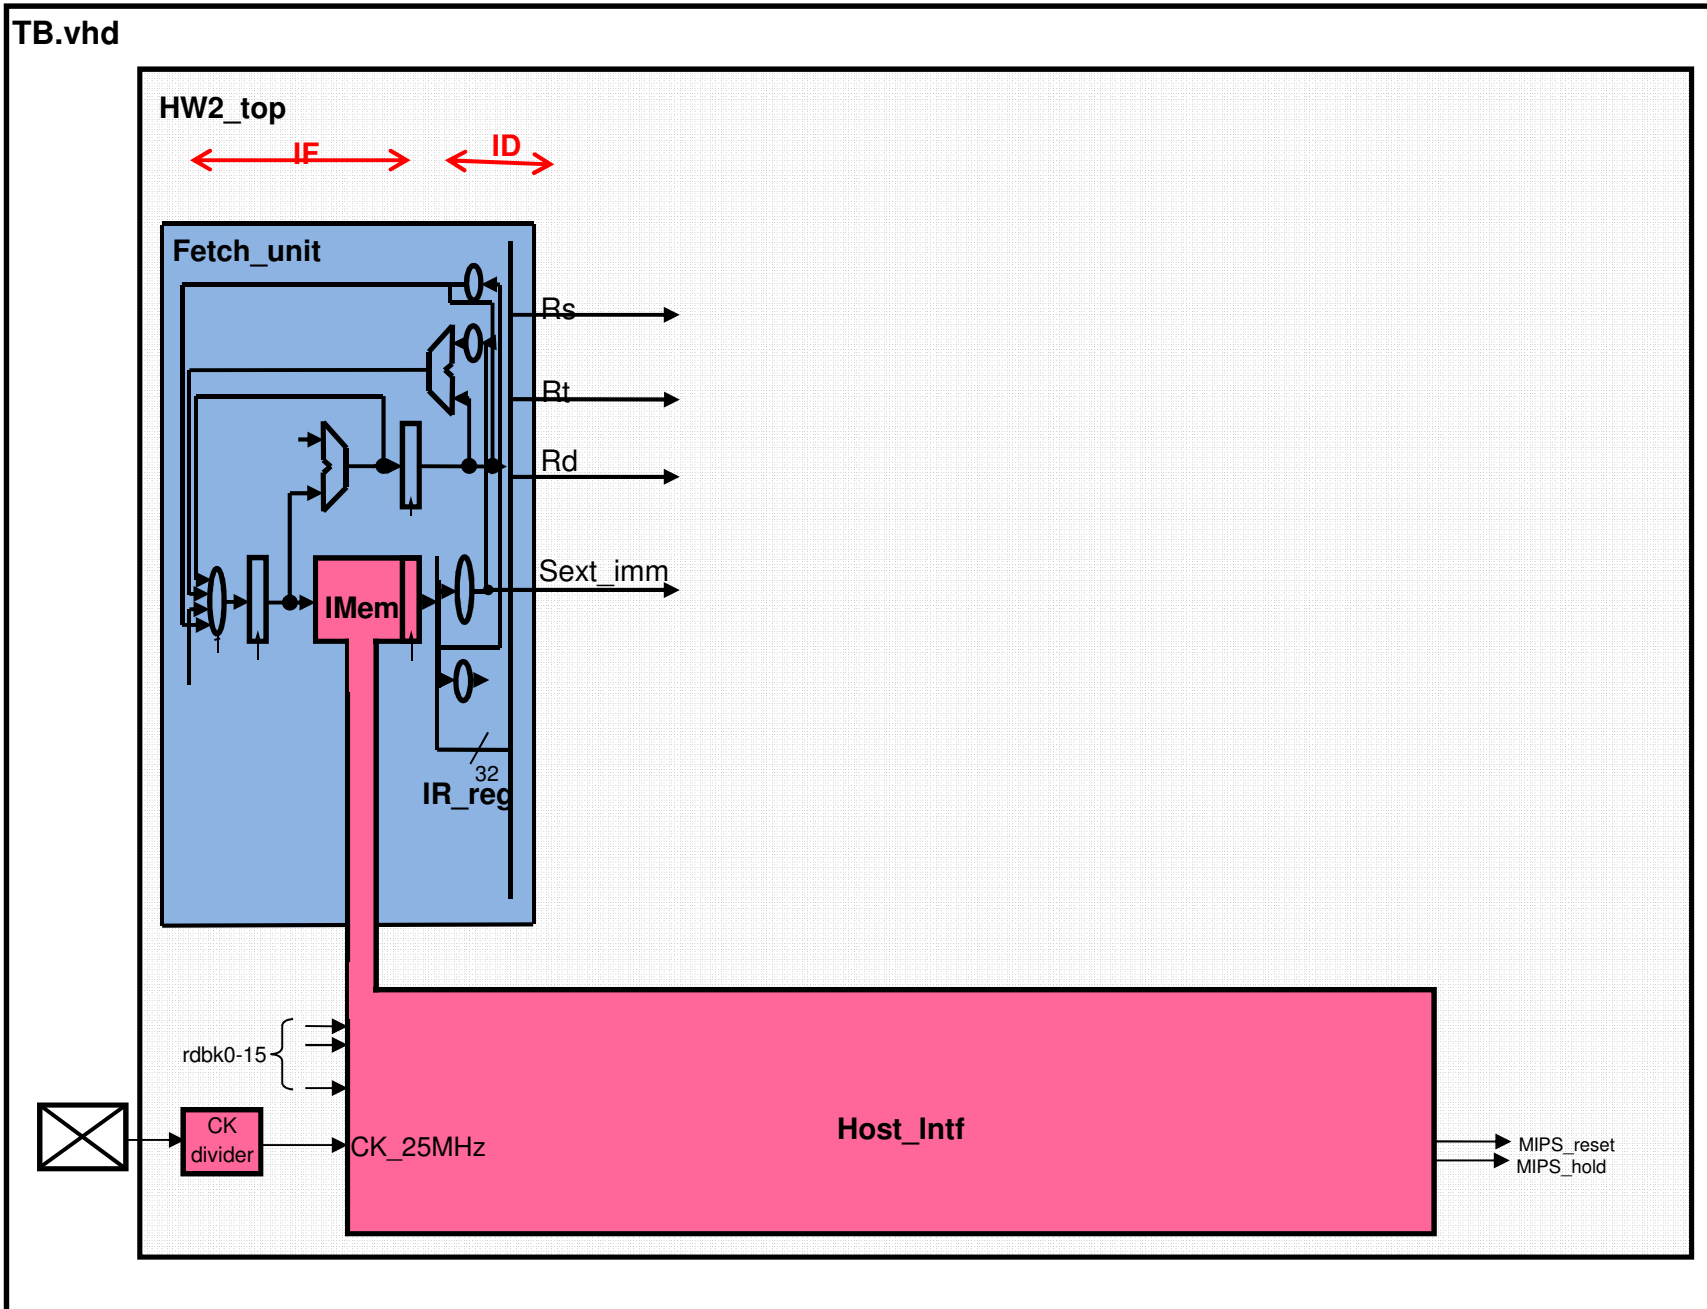 TB.vhd
HW2_top
IF
ID
Fetch_unit
Rs
Rt
Rd
Sext_imm
IMem
32
IR_reg
rdbk0-15
CK
divider
CK_25MHz
Host_Intf
MIPS_reset
MIPS_hold